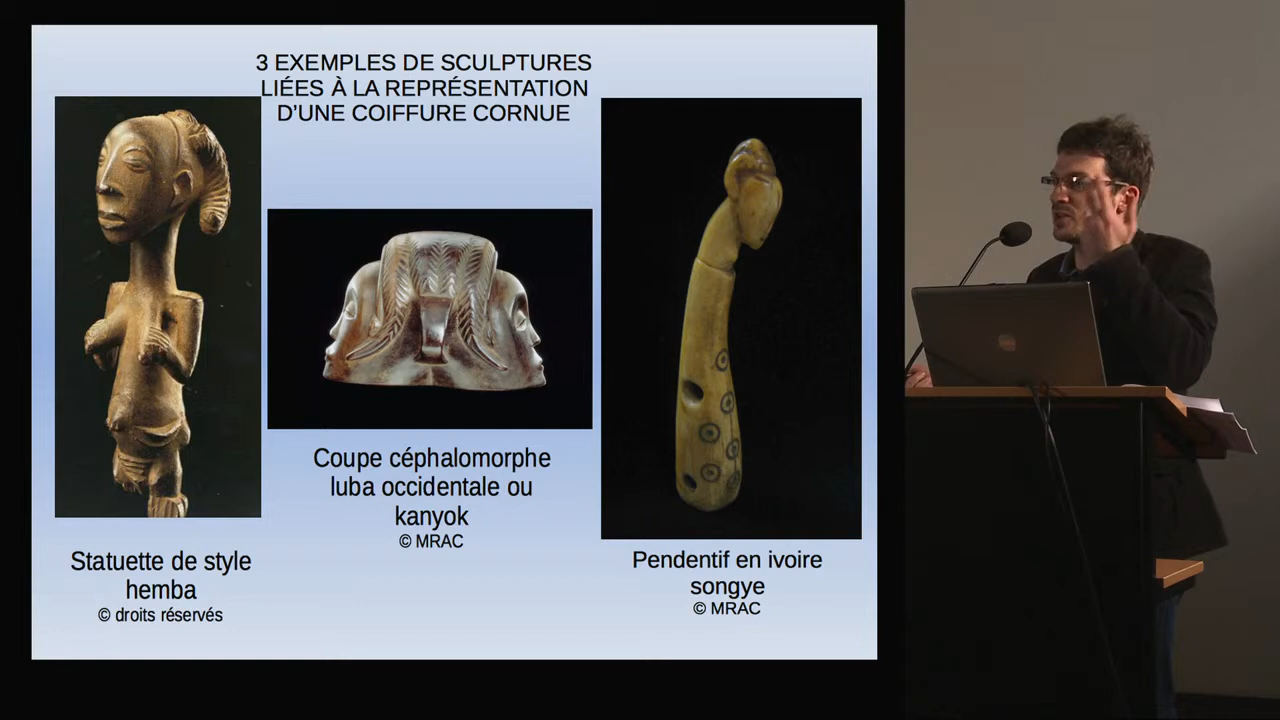 3 EXEMPLES DE SCULPTURES
LIÉES À LA REPRÉSENTATION
D'UNE COIFFURE CORNUE
Statuette de style
hemba
© droits réservés
Coupe céphalomorphe
luba occidentale ou
kanyok
© MRAC
Pendentif en ivoire
songye
© MRAC